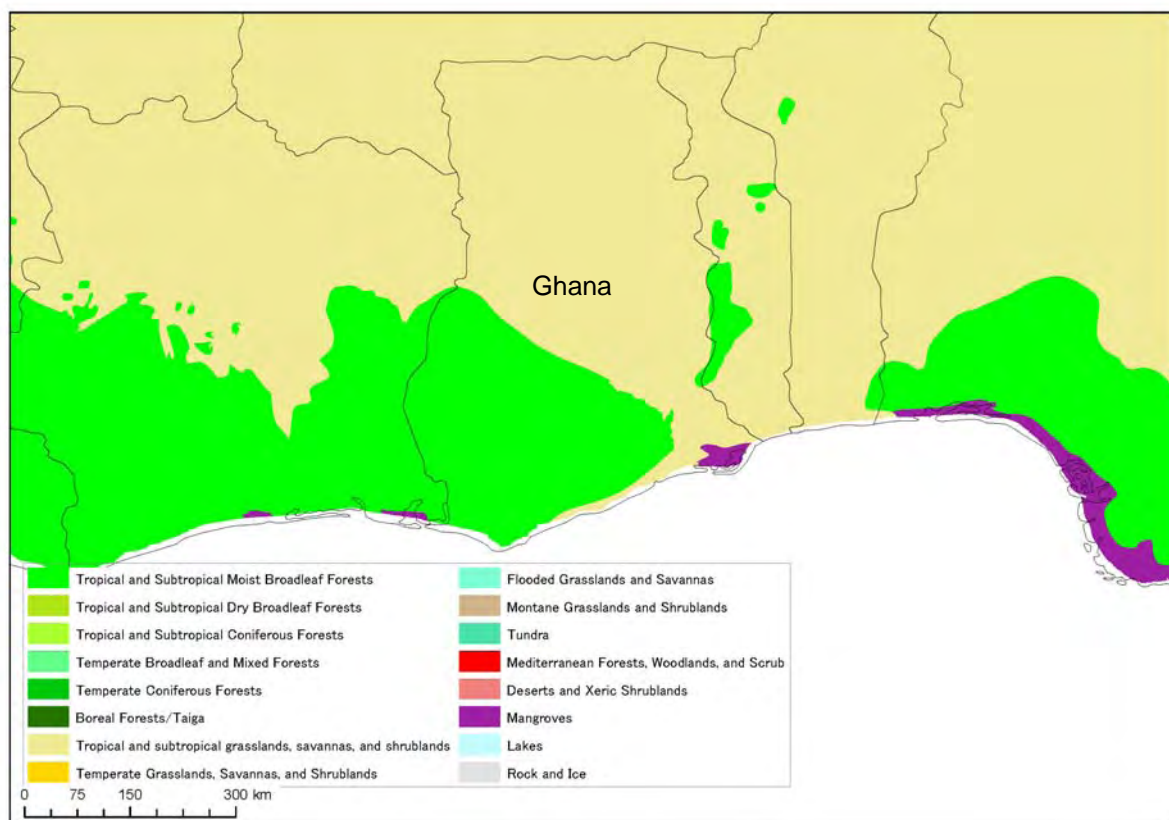 Ghana
Tropical and Subtropical Moist Broadleaf Forests
Tropical and Subtropical Dry Broadleaf Forests
Tropical and Subtropical Coniferous Forests
Temperate Broadleaf and Mixed Forests
Temperate Coniferous Forests
Boreal Forests/Taiga
Tropical and subtropical grasslands, savannas, and shrublands
Temperate Grasslands, Savannas, and Shrublands
Flooded Grasslands and Savannas
Montane Grasslands and Shrublands
Tundra
Mediterranean Forests, Woodlands, and Scrub
Deserts and Xeric Shrublands
Mangroves
Lakes
Rock and Ice
0 75 150 300 km